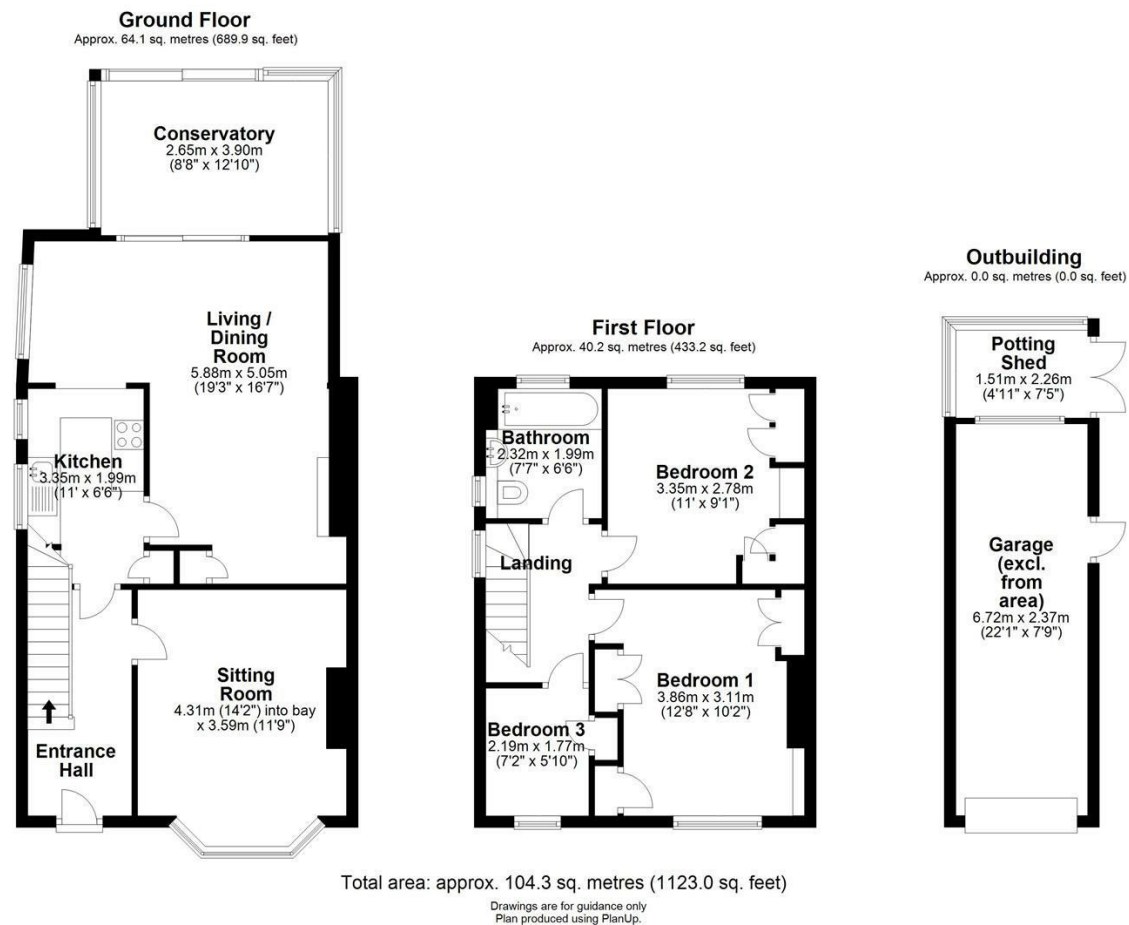 Ground Floor
Approx. 64.1 sq. metres (689.9 sq. feet)
Conservatory
2.65m x 3.90m
(8'8" x 12'10")
Living /
Dining
Room
5.88m x 5.05m
(19'3" x 16'7")
Kitchen
3.35m x 1.99m
(11' x 6'6")
Sitting
Room
4.31m (14'2") into bay
x 3.59m (11'9")
Entrance
Hall
First Floor
Approx. 40.2 sq. metres (433.2 sq. feet)
Bathroom
2.32m x 1.99m
(7'7" x 6'6")
Bedroom 2
3.35m x 2.78m
(11' x 9'1")
Landing
Bedroom 1
3.86m x 3.11m
(12'8" x 10'2")
Bedroom 3
2.19m x 1.77m
(7'2" x 5'10")
Outbuilding
Approx. 0.0 sq. metres (0.0 sq. feet)
Potting
Shed
1.51m x 2.26m
(4'11" x 7'5")
Garage
(excl.
from
area)
6.72m x 2.37m
(22'1" x 7'9")
Total area: approx. 104.3 sq. metres (1123.0 sq. feet)
Drawings are for guidance only
Plan produced using PlanUp.